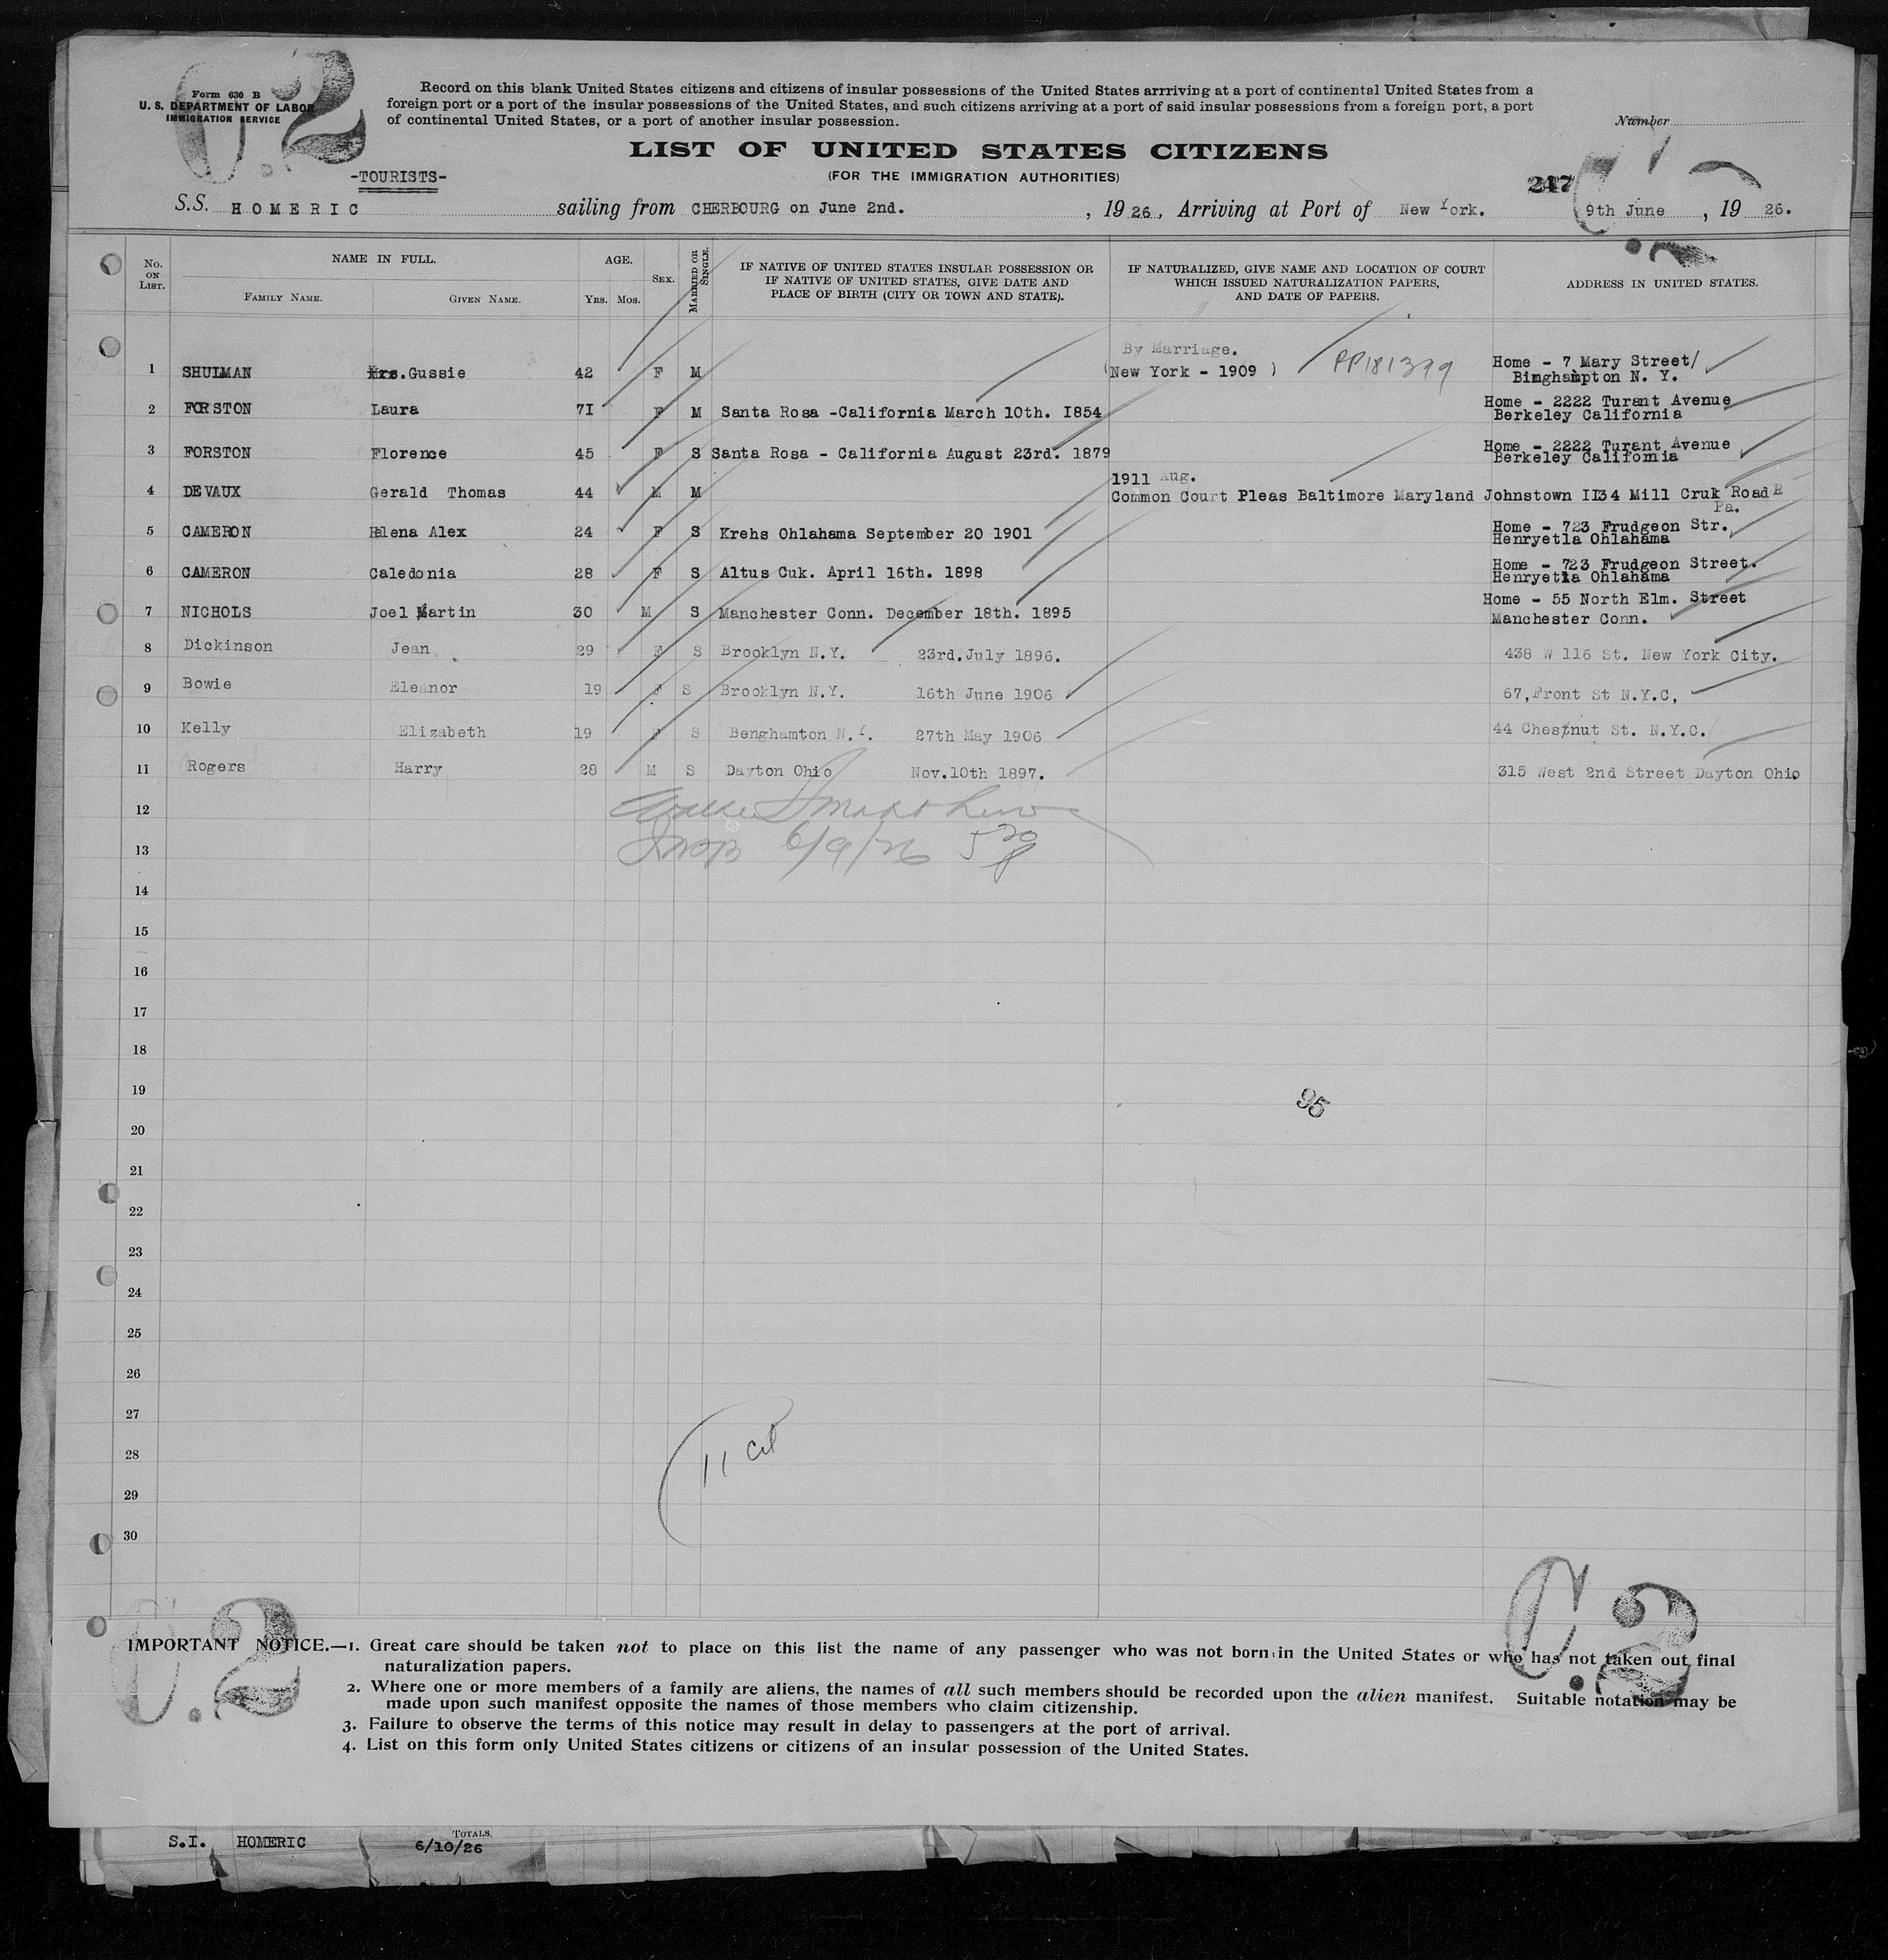 Form 630 B
U. S. DEPARTMENT OF LABOR
IMMIGRATION SERVICE
C.2
Record on this blank United States citizens and citizens of insular possessions of the United States arriving at a port of continental United States from a
foreign port or a port of the insular possessions of the United States, and such citizens arriving at a port of said insular possessions from a foreign port, a port
of continental United States, or a port of another insular possession.
Number
LIST OF UNITED STATES CITIZENS
(FOR THE IMMIGRATION AUTHORITIES)
-TOURISTS-
247
S.S. HOMERIC sailing from CHERBOURG on June 2nd. , 19 26., Arriving at Port of New York. 9th June , 19 26.
No. ON LIST. NAME IN FULL. FAMILY NAME. GIVEN NAME. AGE. Yrs. Mos. SEX. MARRIED OR SINGLE. IF NATIVE OF UNITED STATES INSULAR POSSESSION OR IF NATIVE OF UNITED STATES, GIVE DATE AND PLACE OF BIRTH (CITY OR TOWN AND STATE). IF NATURALIZED, GIVE NAME AND LOCATION OF COURT WHICH ISSUED NATURALIZATION PAPERS, AND DATE OF PAPERS. ADDRESS IN UNITED STATES.
By Marriage.
1 SHULMAN Mrs. Gussie 42 F M (New York - 1909 ) PP181399 Home - 7 Mary Street/
Binghampton N. Y.
2 FORSTON Laura 7I F M Santa Rosa -California March 10th. I854 Home - 2222 Turant Avenue
Berkeley California
3 FORSTON Florence 45 F S Santa Rosa - California August 23rd. 1879 Home - 2222 Turant Avenue
Berkeley California
1911 Aug.
4 DEVAUX Gerald Thomas 44 M M Common Court Pleas Baltimore Maryland Johnstown II34 Mill Cruk Road
Pa.
5 CAMERON Elena Alex 24 F S Krehs Ohlahama September 20 1901 Home - 723 Frudgeon Str.
Henryetla Ohlahama
6 CAMERON Caledonia 28 F S Altus Cuk. April 16th. 1898 Home - 723 Frudgeon Street.
Henryetla Ohlahama
7 NICHOLS Joel Martin 30 M S Manchester Conn. December 18th. 1895 Home - 55 North Elm. Street
Manchester Conn.
8 Dickinson Jean 29 F S Brooklyn N.Y. 23rd.July 1896. 438 W 116 St. New York City.
9 Bowie Eleanor 19 F S Brooklyn N.Y. 16th June 1906 67,Front St N.Y.C,
10 Kelly Elizabeth 19 F S Benghamton N.Y. 27th May 1906 44 Chestnut St. N.Y.C.
11 Rogers Harry 28 M S Dayton Ohio Nov.10th 1897. 315 West 2nd Street Dayton Ohio
12
13 6/9/26
14
15
16
17
18
19
95
20
21
22
23
24
25
26
27
28
11 cit
29
30
C.2
C.2
IMPORTANT NOTICE.—1. Great care should be taken not to place on this list the name of any passenger who was not born in the United States or who has not taken out final
naturalization papers.
2. Where one or more members of a family are aliens, the names of all such members should be recorded upon the alien manifest. Suitable notation may be
made upon such manifest opposite the names of those members who claim citizenship.
3. Failure to observe the terms of this notice may result in delay to passengers at the port of arrival.
4. List on this form only United States citizens or citizens of an insular possession of the United States.
S.I. HOMERIC TOTALS,
6/10/26